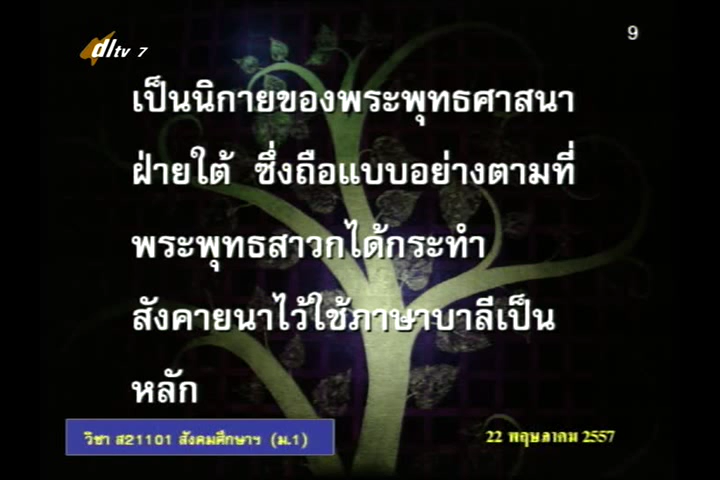 dltv 7
9
เป็นนิกายของพระพุทธศาสนา
ฝ่ายใต้ ซึ่งถือแบบอย่างตามที่
พระพุทธสาวกได้กระทำ
สังคายนาไว้ใช้ภาษาบาลีเป็น
หลัก
วิชา ส21101 สังคมศึกษาฯ (ม.1)
22 พฤษภาคม 2557